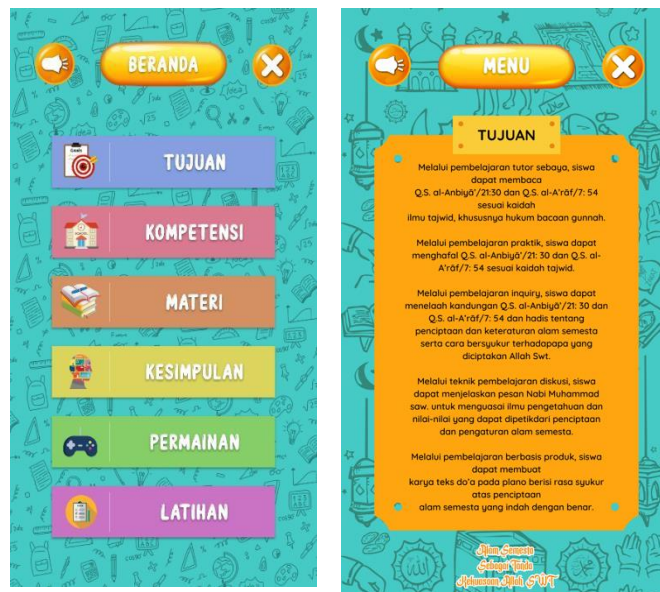 BERANDA
TUJUAN
KOMPETENSI
MATERI
KESIMPULAN
PERMAINAN
LATIHAN
MENU
TUJUAN
Melalui pembelajaran tutor sebaya, siswa
dapat membaca
Q.S. al-Anbiyā'/21:30 dan Q.S. al-A'rāf/7: 54
sesuai kaidah
ilmu tajwid, khususnya hukum bacaan gunnah.
Melalui pembelajaran praktik, siswa dapat
menghafal Q.S. al-Anbiyā'/21: 30 dan Q.S. al-
A'rāf/7: 54 sesuai kaidah tajwid.
Melalui pembelajaran inquiry, siswa dapat
menelaah kandungan Q.S. al-Anbiyā'/21: 30 dan
Q.S. al-A'rāf/7: 54 dan hadis tentang
penciptaan dan keteraturan alam semesta
serta cara bersyukur terhadapapa yang
diciptakan Allah Swt.
Melalui teknik pembelajaran diskusi, siswa
dapat menjelaskan pesan Nabi Muhammad
saw. untuk menguasai ilmu pengetahuan dan
nilai-nilai yang dapat dipetikdari penciptaan
dan pengaturan alam semesta.
Melalui pembelajaran berbasis produk, siswa
dapat membuat
karya teks do'a pada plano berisi rasa syukur
atas penciptaan
alam semesta yang indah dengan benar.
Alam Semesta
Sebagai Tanda
Kekuasaan Allah SWT